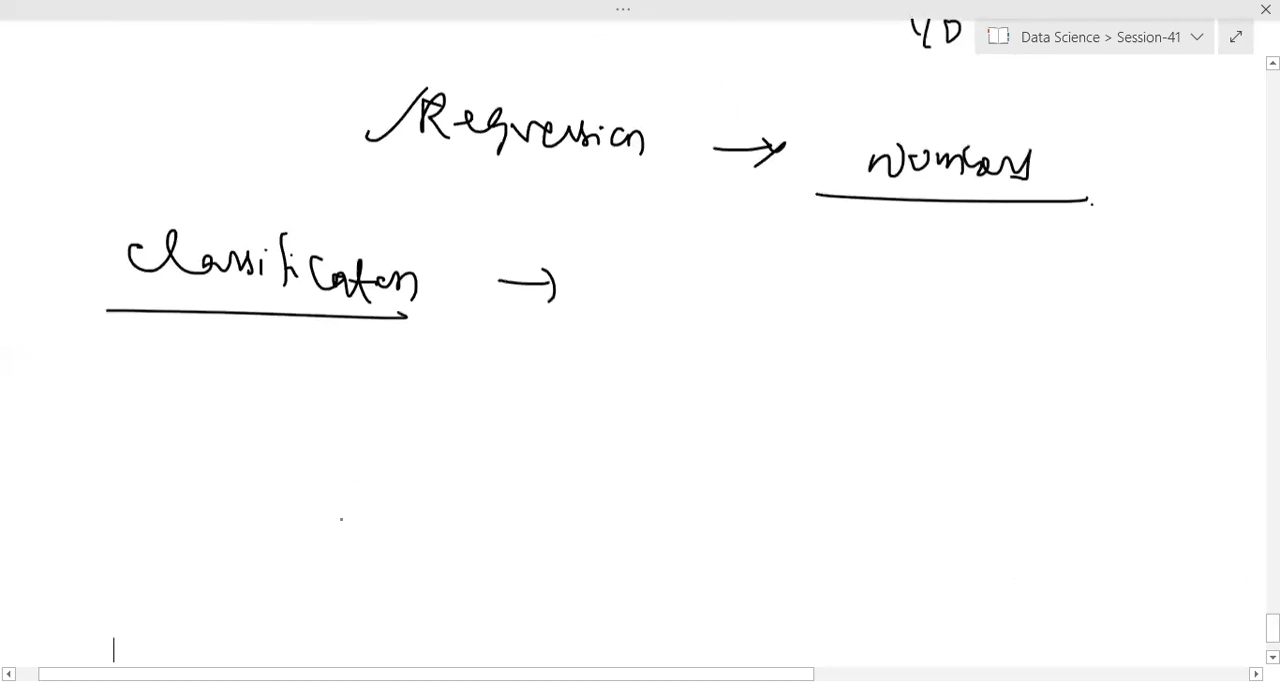 Data Science > Session-41
Regression → Numbers
Classification →